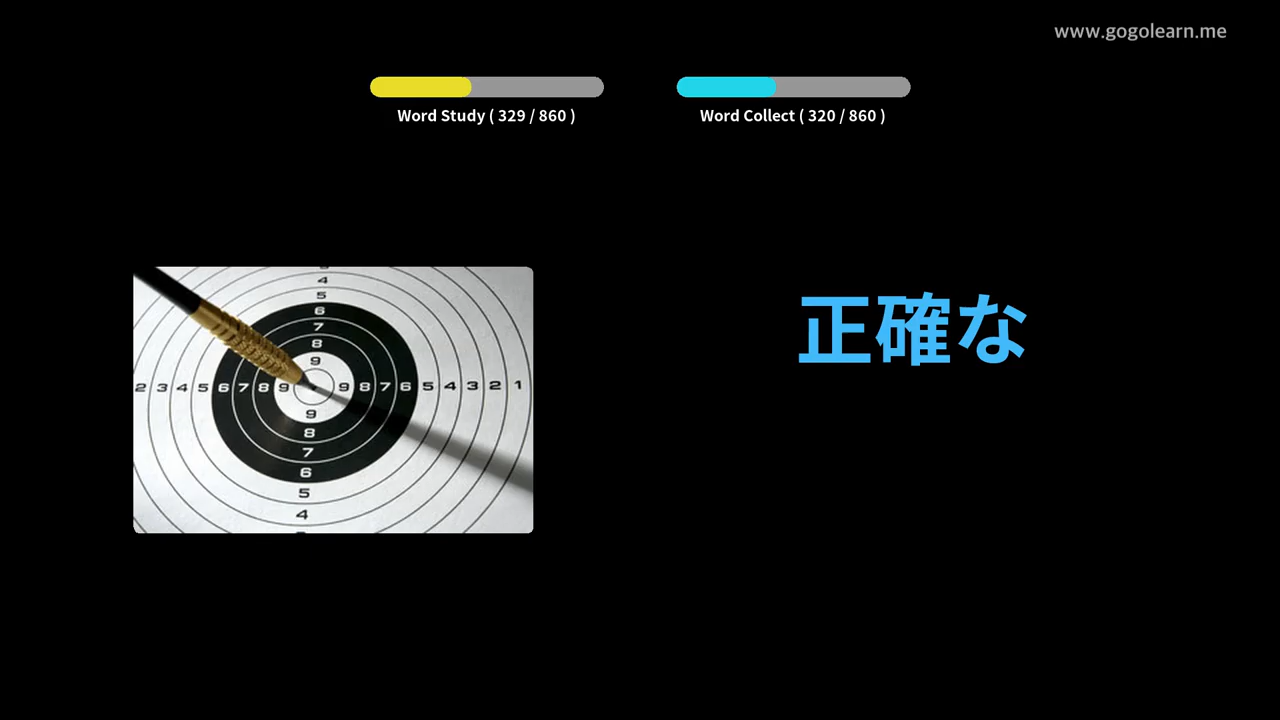 www.gogolearn.me
Word Study ( 329 / 860 )
Word Collect ( 320 / 860 )
正確な
4
5
6
7
8
9
2 3 4 5 6 7 8 9 9 8 7 6 5 4 3 2 1
9
8
7
6
5
4